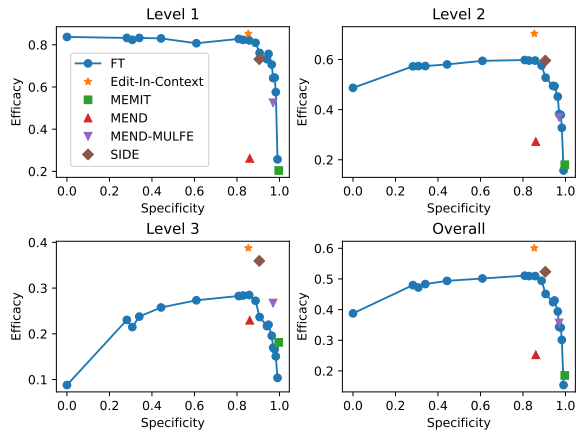 Level 1
Efficacy
0.8
0.6
0.4
0.2
FT
Edit-In-Context
MEMIT
MEND
MEND-MULFE
SIDE
0.0 0.2 0.4 0.6 0.8 1.0
Specificity
Level 2
Efficacy
0.6
0.4
0.2
0.0 0.2 0.4 0.6 0.8 1.0
Specificity
Level 3
Efficacy
0.4
0.3
0.2
0.1
0.0 0.2 0.4 0.6 0.8 1.0
Specificity
Overall
Efficacy
0.6
0.5
0.4
0.3
0.2
0.0 0.2 0.4 0.6 0.8 1.0
Specificity